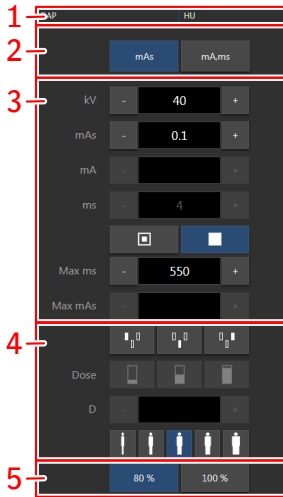 1 AP HU
2 mAs mA,ms
3
kV - 40 +
mAs - 0.1 +
mA - +
ms - 4 +
Max ms - 550 +
Max mAs - +
4
Dose
D - +
5 80 % 100 %